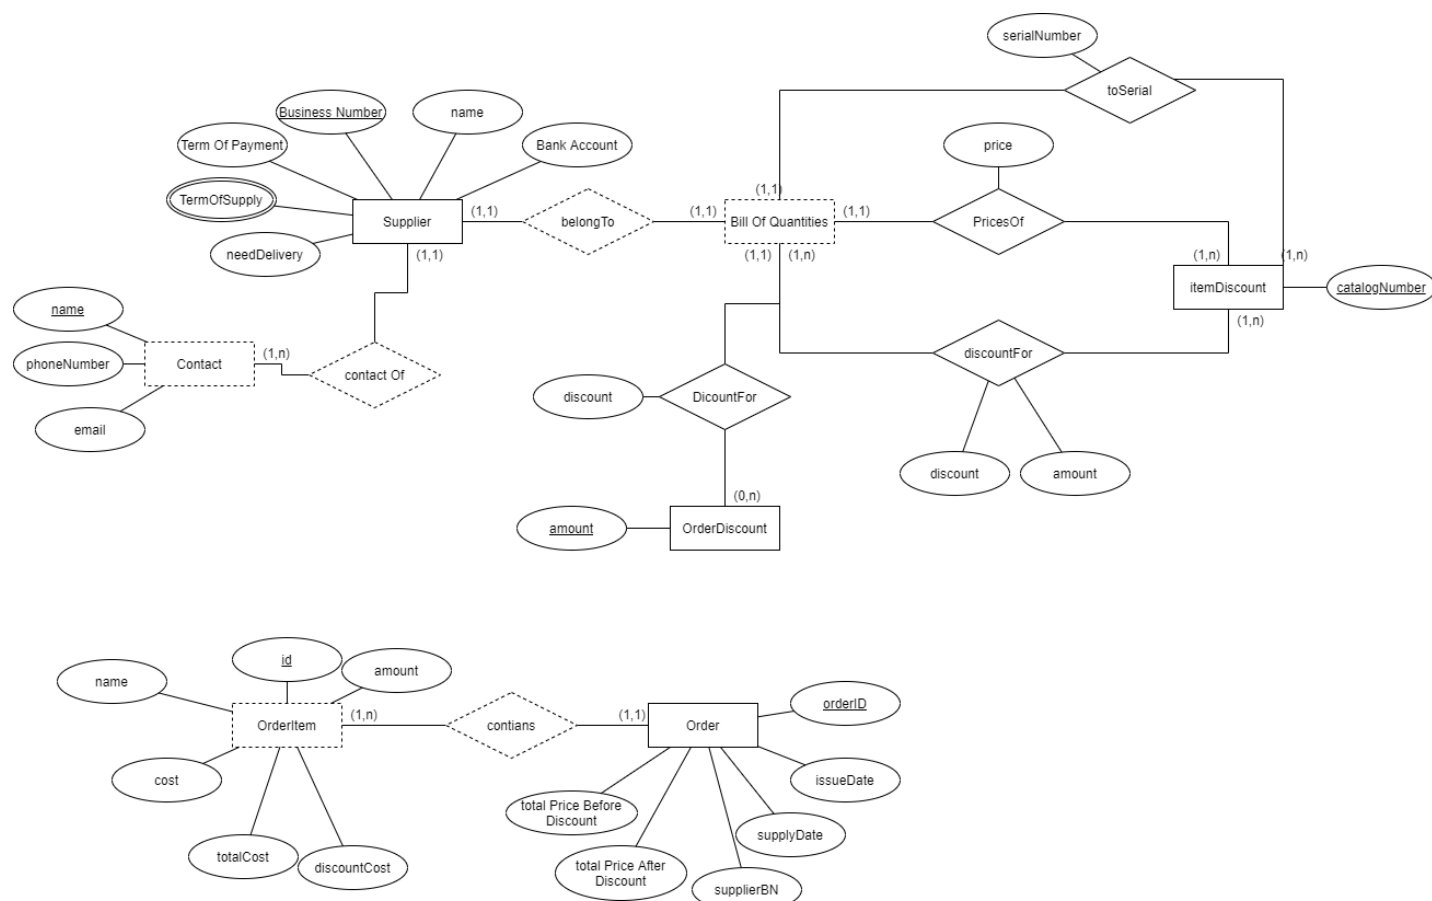 serialNumber
toSerial
Business Number
name
Term Of Payment
Bank Account
price
TermOfSupply
Supplier
(1,1)
belongTo
(1,1)
(1,1)
Bill Of Quantities
(1,1)
PricesOf
needDelivery
(1,1)
(1,1)
(1,n)
(1,n)
(1,n)
itemDiscount
catalogNumber
name
(1,n)
phoneNumber
Contact
(1,n)
contact Of
discountFor
discount
DicountFor
email
discount
amount
(0,n)
amount
OrderDiscount
id
amount
name
orderID
OrderItem
(1,n)
contians
(1,1)
Order
cost
issueDate
total Price Before
Discount
supplyDate
totalCost
discountCost
total Price After
Discount
supplierBN